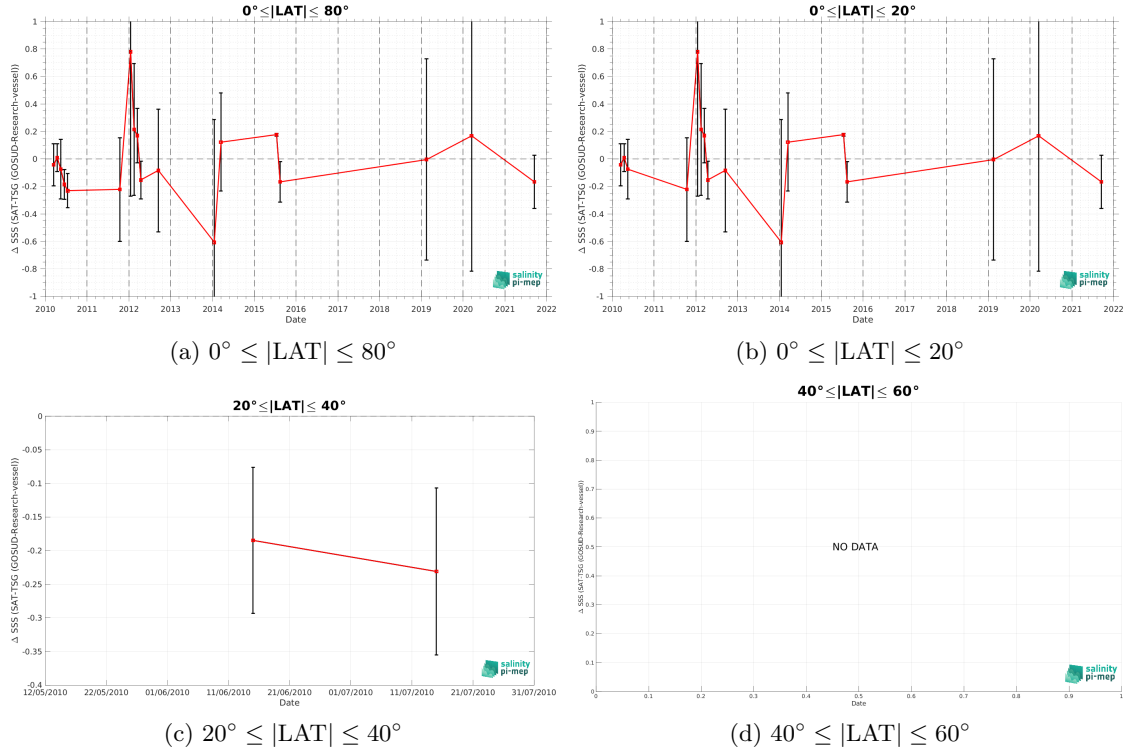 0°≤|LAT|≤ 80°
Δ SSS (SAT-TSG (GOSUD-Research-vessel))
1
0.8
0.6
0.4
0.2
0
-0.2
-0.4
-0.6
-0.8
-1
2010 2011 2012 2013 2014 2015 2016 2017 2018 2019 2020 2021 2022
Date
salinity
pi-mep
(a) 0° ≤ |LAT| ≤ 80°
0°≤|LAT|≤ 20°
Δ SSS (SAT-TSG (GOSUD-Research-vessel))
1
0.8
0.6
0.4
0.2
0
-0.2
-0.4
-0.6
-0.8
-1
2010 2011 2012 2013 2014 2015 2016 2017 2018 2019 2020 2021 2022
Date
salinity
pi-mep
(b) 0° ≤ |LAT| ≤ 20°
20°≤|LAT|≤ 40°
Δ SSS (SAT-TSG (GOSUD-Research-vessel))
0
-0.05
-0.1
-0.15
-0.2
-0.25
-0.3
-0.35
-0.4
12/05/2010 22/05/2010 01/06/2010 11/06/2010 21/06/2010 01/07/2010 11/07/2010 21/07/2010 31/07/2010
Date
salinity
pi-mep
(c) 20° ≤ |LAT| ≤ 40°
40°≤|LAT|≤ 60°
Δ SSS (SAT-TSG (GOSUD-Research-vessel))
1
0.9
0.8
0.7
0.6
0.5
0.4
0.3
0.2
0.1
0
NO DATA
0 0.1 0.2 0.3 0.4 0.5 0.6 0.7 0.8 0.9 1
Date
salinity
pi-mep
(d) 40° ≤ |LAT| ≤ 60°